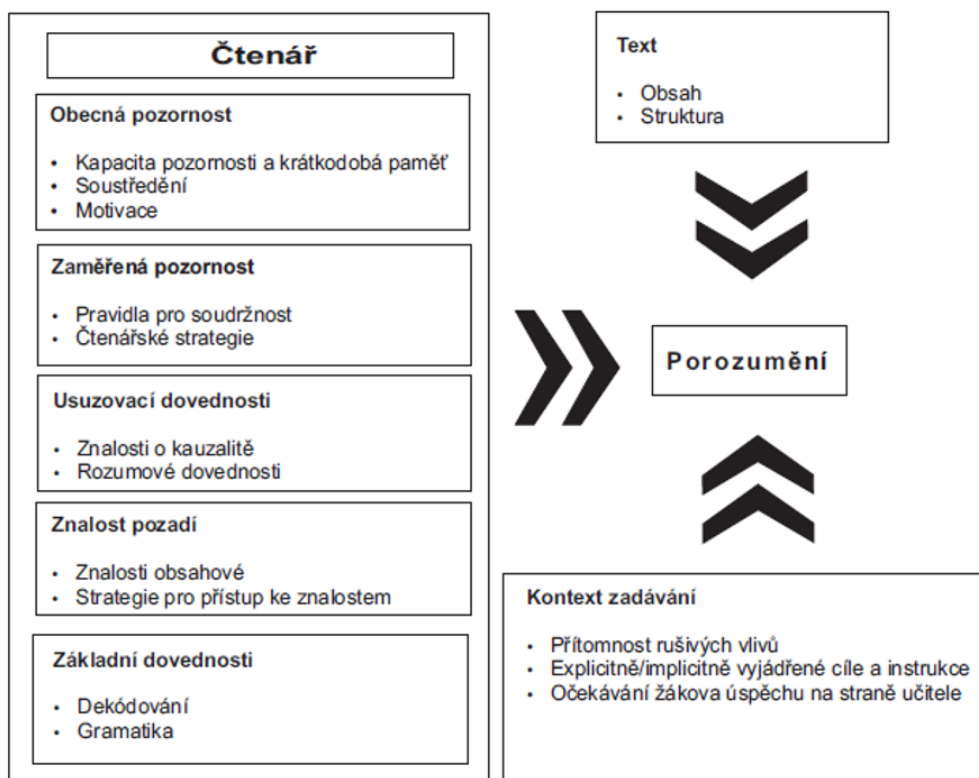 Čtenář
Obecná pozornost
• Kapacita pozornosti a krátkodobá paměť
• Soustředění
• Motivace
Zaměřená pozornost
• Pravidla pro soudržnost
• Čtenářské strategie
Usuzovací dovednosti
• Znalosti o kauzalitě
• Rozumové dovednosti
Znalost pozadí
• Znalosti obsahové
• Strategie pro přístup ke znalostem
Základní dovednosti
• Dekódování
• Gramatika
Text
• Obsah
• Struktura
Porozumění
Kontext zadávání
• Přítomnost rušivých vlivů
• Explicitně/implicitně vyjádřené cíle a instrukce
• Očekávání žákova úspěchu na straně učitele